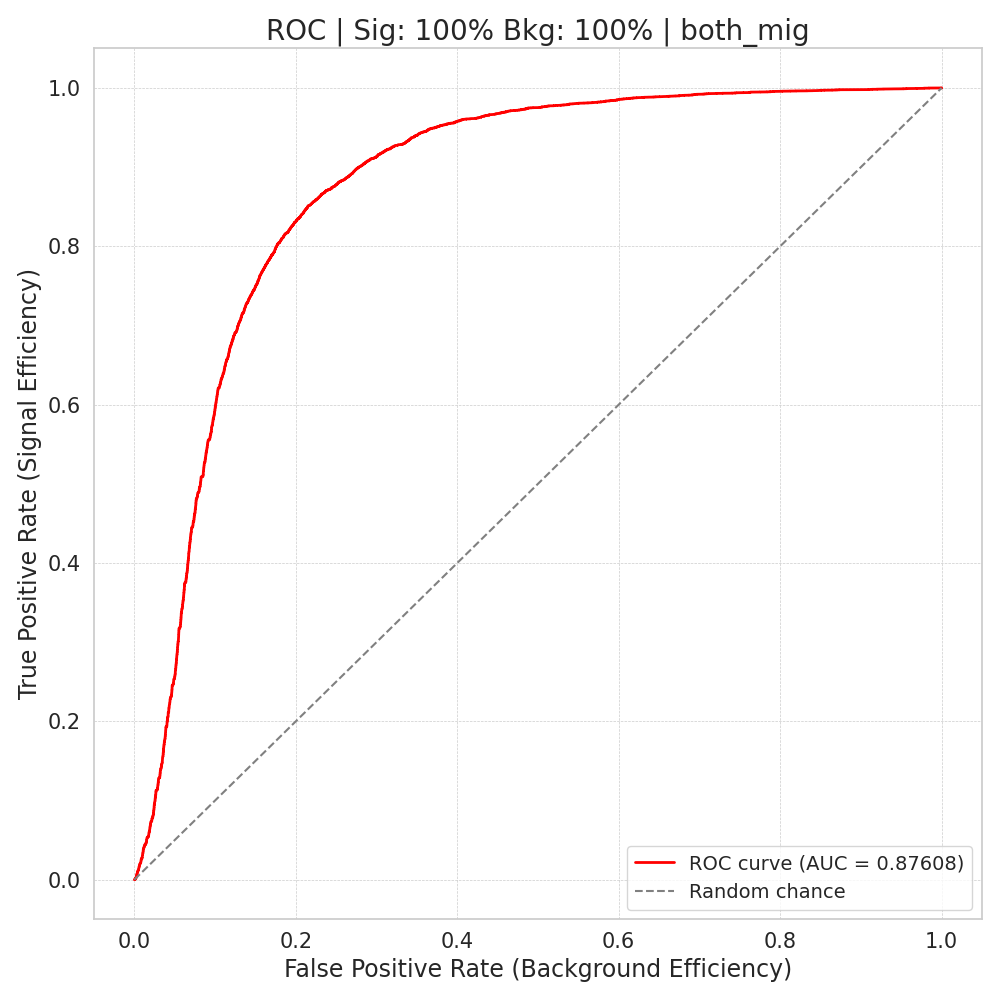 ROC | Sig: 100% Bkg: 100% | both_mig
True Positive Rate (Signal Efficiency)
1.0
0.8
0.6
0.4
0.2
0.0
ROC curve (AUC = 0.87608)
Random chance
0.0 0.2 0.4 0.6 0.8 1.0
False Positive Rate (Background Efficiency)